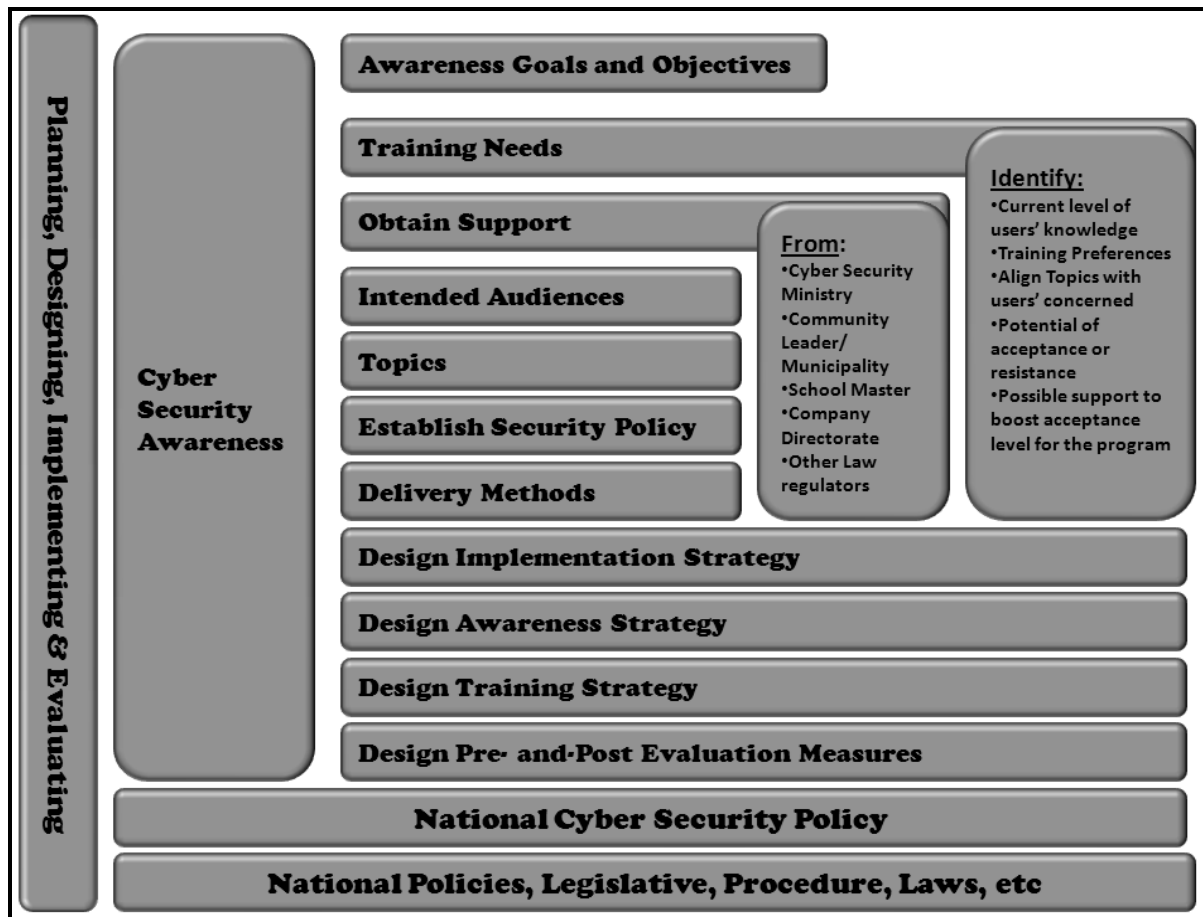 Planning, Designing, Implementing & Evaluating
Cyber
Security
Awareness
Awareness Goals and Objectives
Training Needs
Identify:
•Current level of
users' knowledge
•Training Preferences
•Align Topics with
users' concerned
•Potential of
acceptance or
resistance
•Possible support to
boost acceptance
level for the program
Obtain Support
From:
•Cyber Security
Ministry
•Community
Leader/
Municipality
•School Master
•Company
Directorate
•Other Law
regulators
Intended Audiences
Topics
Establish Security Policy
Delivery Methods
Design Implementation Strategy
Design Awareness Strategy
Design Training Strategy
Design Pre- and-Post Evaluation Measures
National Cyber Security Policy
National Policies, Legislative, Procedure, Laws, etc